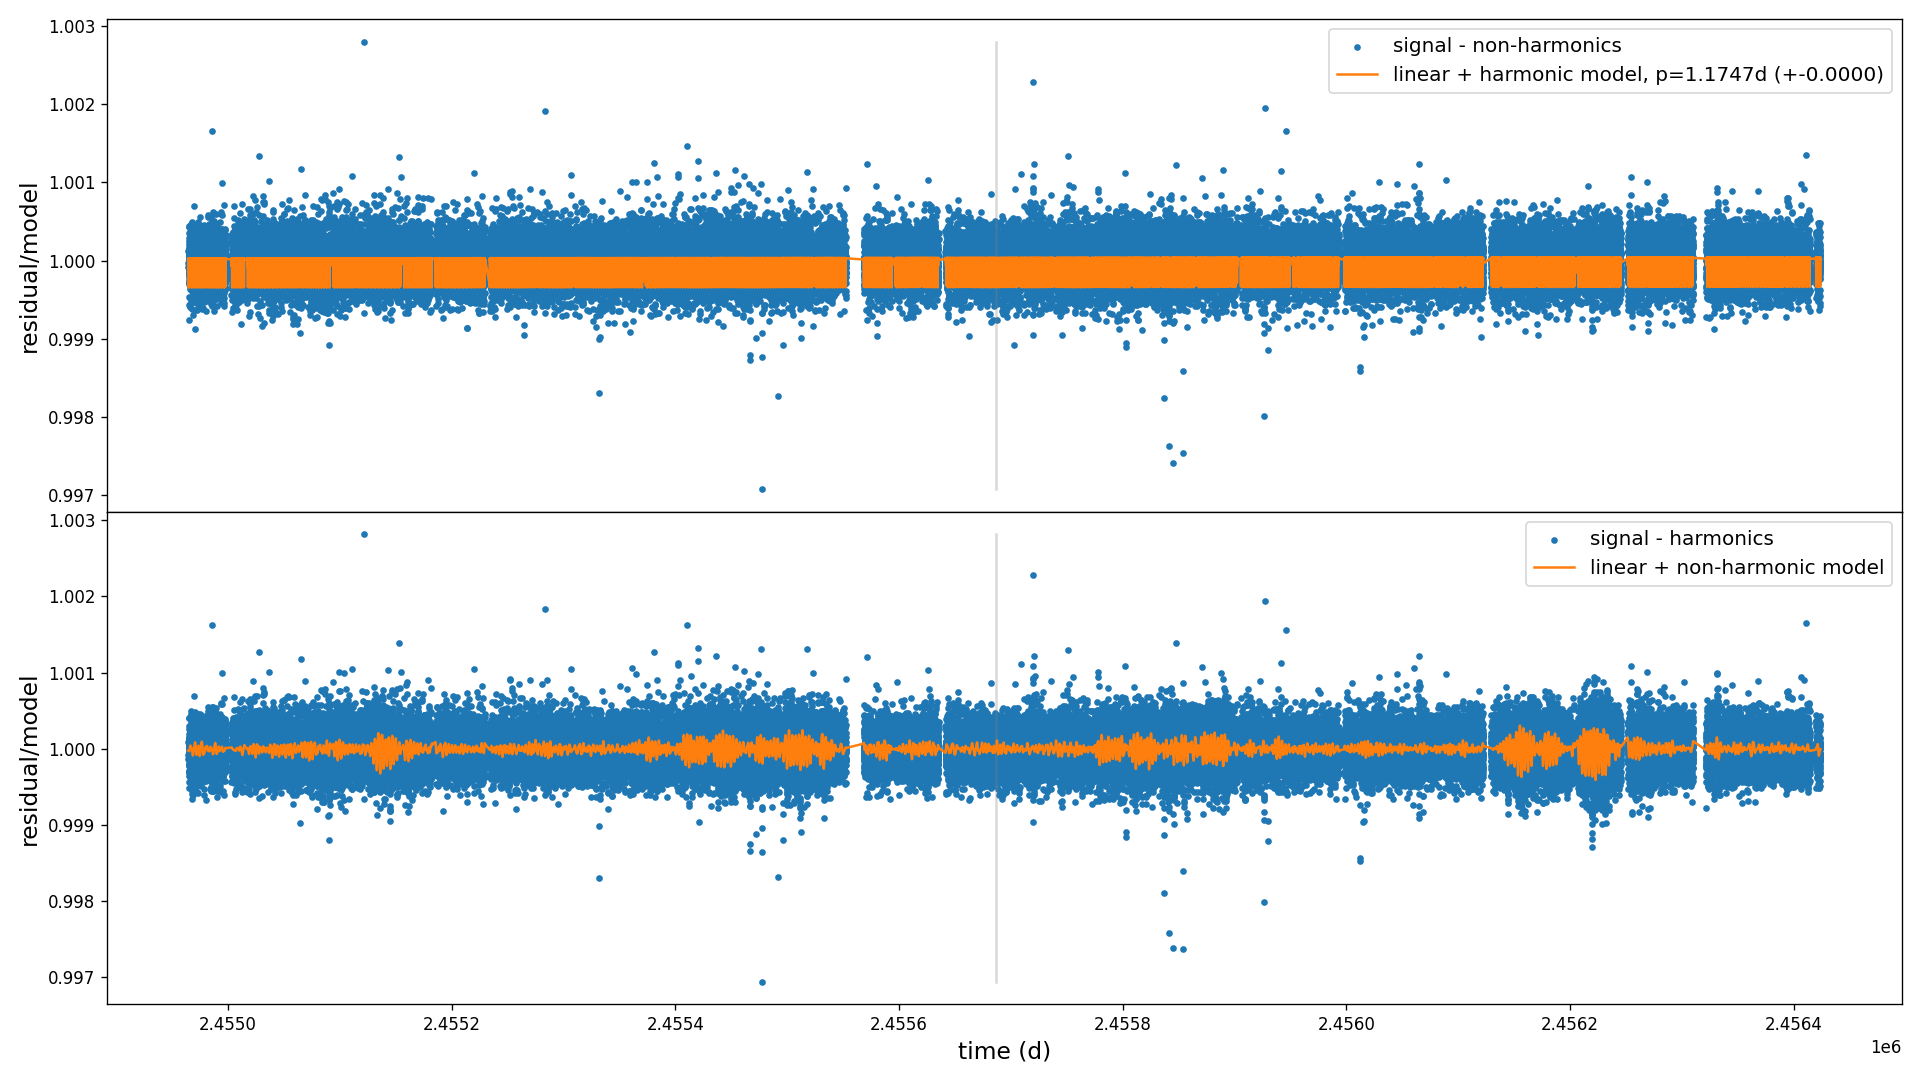 1.003
1.002
1.001
1.000
0.999
0.998
0.997
residual/model
signal - non-harmonics
linear + harmonic model, p=1.1747d (+-0.0000)
1.003
1.002
1.001
1.000
0.999
0.998
0.997
residual/model
signal - harmonics
linear + non-harmonic model
2.4550 2.4552 2.4554 2.4556 2.4558 2.4560 2.4562 2.4564
1e6
time (d)